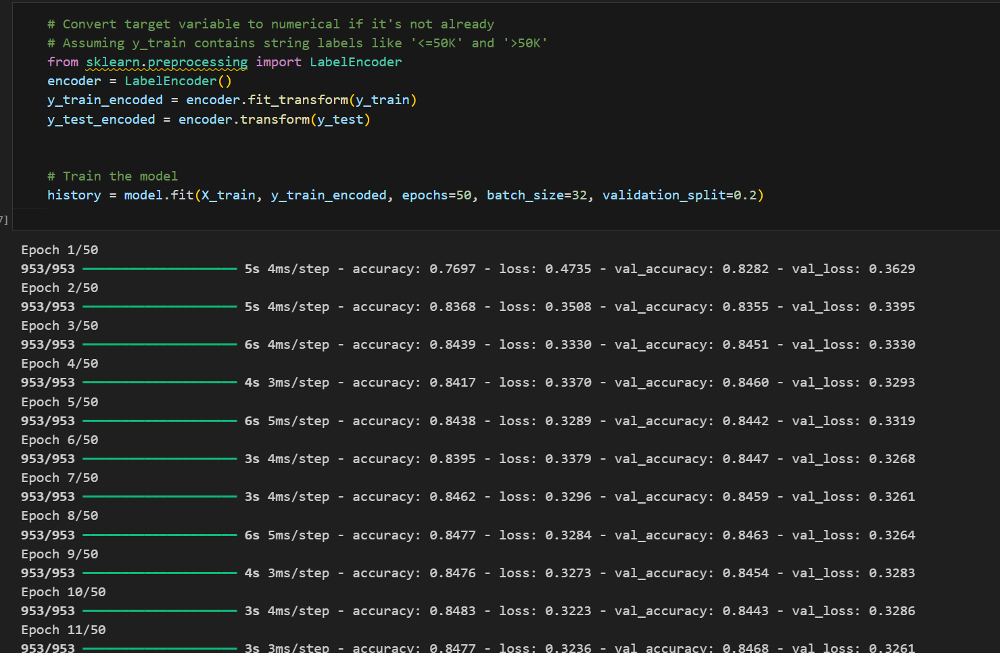 # Convert target variable to numerical if it's not already
# Assuming y_train contains string labels like '<=50K' and '>50K'
from sklearn.preprocessing import LabelEncoder
encoder = LabelEncoder()
y_train_encoded = encoder.fit_transform(y_train)
y_test_encoded = encoder.transform(y_test)
# Train the model
history = model.fit(X_train, y_train_encoded, epochs=50, batch_size=32, validation_split=0.2)
7]
Epoch 1/50
953/953 5s 4ms/step - accuracy: 0.7697 - loss: 0.4735 - val_accuracy: 0.8282 - val_loss: 0.3629
Epoch 2/50
953/953 5s 4ms/step - accuracy: 0.8368 - loss: 0.3508 - val_accuracy: 0.8355 - val_loss: 0.3395
Epoch 3/50
953/953 6s 4ms/step - accuracy: 0.8439 - loss: 0.3330 - val_accuracy: 0.8451 - val_loss: 0.3330
Epoch 4/50
953/953 4s 3ms/step - accuracy: 0.8417 - loss: 0.3370 - val_accuracy: 0.8460 - val_loss: 0.3293
Epoch 5/50
953/953 6s 5ms/step - accuracy: 0.8438 - loss: 0.3289 - val_accuracy: 0.8442 - val_loss: 0.3319
Epoch 6/50
953/953 3s 4ms/step - accuracy: 0.8395 - loss: 0.3379 - val_accuracy: 0.8447 - val_loss: 0.3268
Epoch 7/50
953/953 3s 4ms/step - accuracy: 0.8462 - loss: 0.3296 - val_accuracy: 0.8459 - val_loss: 0.3261
Epoch 8/50
953/953 6s 5ms/step - accuracy: 0.8477 - loss: 0.3284 - val_accuracy: 0.8463 - val_loss: 0.3264
Epoch 9/50
953/953 4s 3ms/step - accuracy: 0.8476 - loss: 0.3273 - val_accuracy: 0.8454 - val_loss: 0.3283
Epoch 10/50
953/953 3s 4ms/step - accuracy: 0.8483 - loss: 0.3223 - val_accuracy: 0.8443 - val_loss: 0.3286
Epoch 11/50
953/953 3s 3ms/step - accuracy: 0.8477 - loss: 0.3236 - val_accuracy: 0.8468 - val_loss: 0.3261